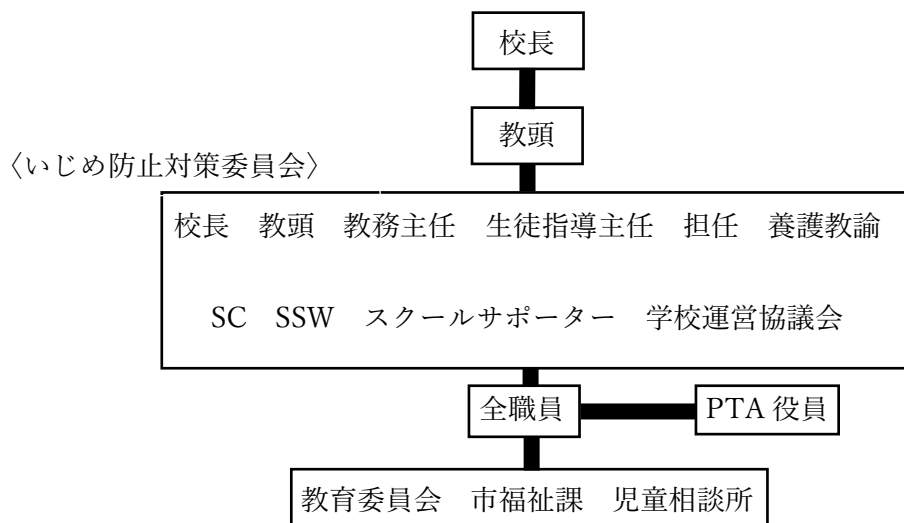 校長
教頭
〈いじめ防止対策委員会〉
校長　教頭　教務主任　生徒指導主任　担任　養護教諭
SC　SSW　スクールサポーター　学校運営協議会
全職員
PTA 役員
教育委員会　市福祉課　児童相談所